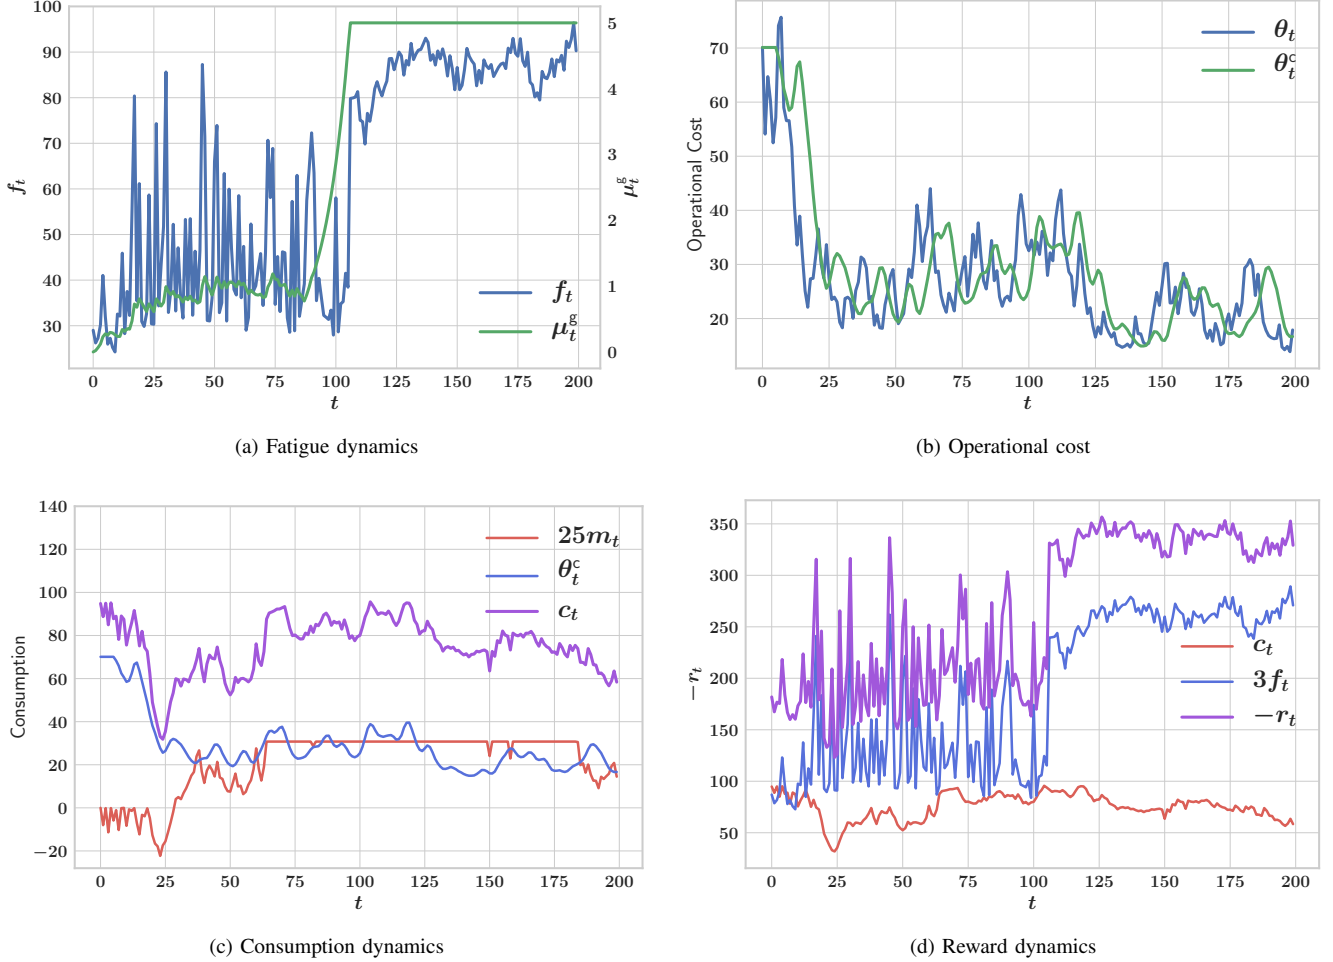 100
90
80
70
60
50
40
30
f_t
5
4
3
2
1
0
μ_t^g
f_t
μ_t^g
0 25 50 75 100 125 150 175 200
t
(a) Fatigue dynamics
70
60
50
40
30
20
Operational Cost
θ_t
θ_t^c
0 25 50 75 100 125 150 175 200
t
(b) Operational cost
140
120
100
80
60
40
20
0
−20
Consumption
25m_t
θ_t^c
c_t
0 25 50 75 100 125 150 175 200
t
(c) Consumption dynamics
350
300
250
200
150
100
50
−r_t
c_t
3f_t
−r_t
0 25 50 75 100 125 150 175 200
t
(d) Reward dynamics